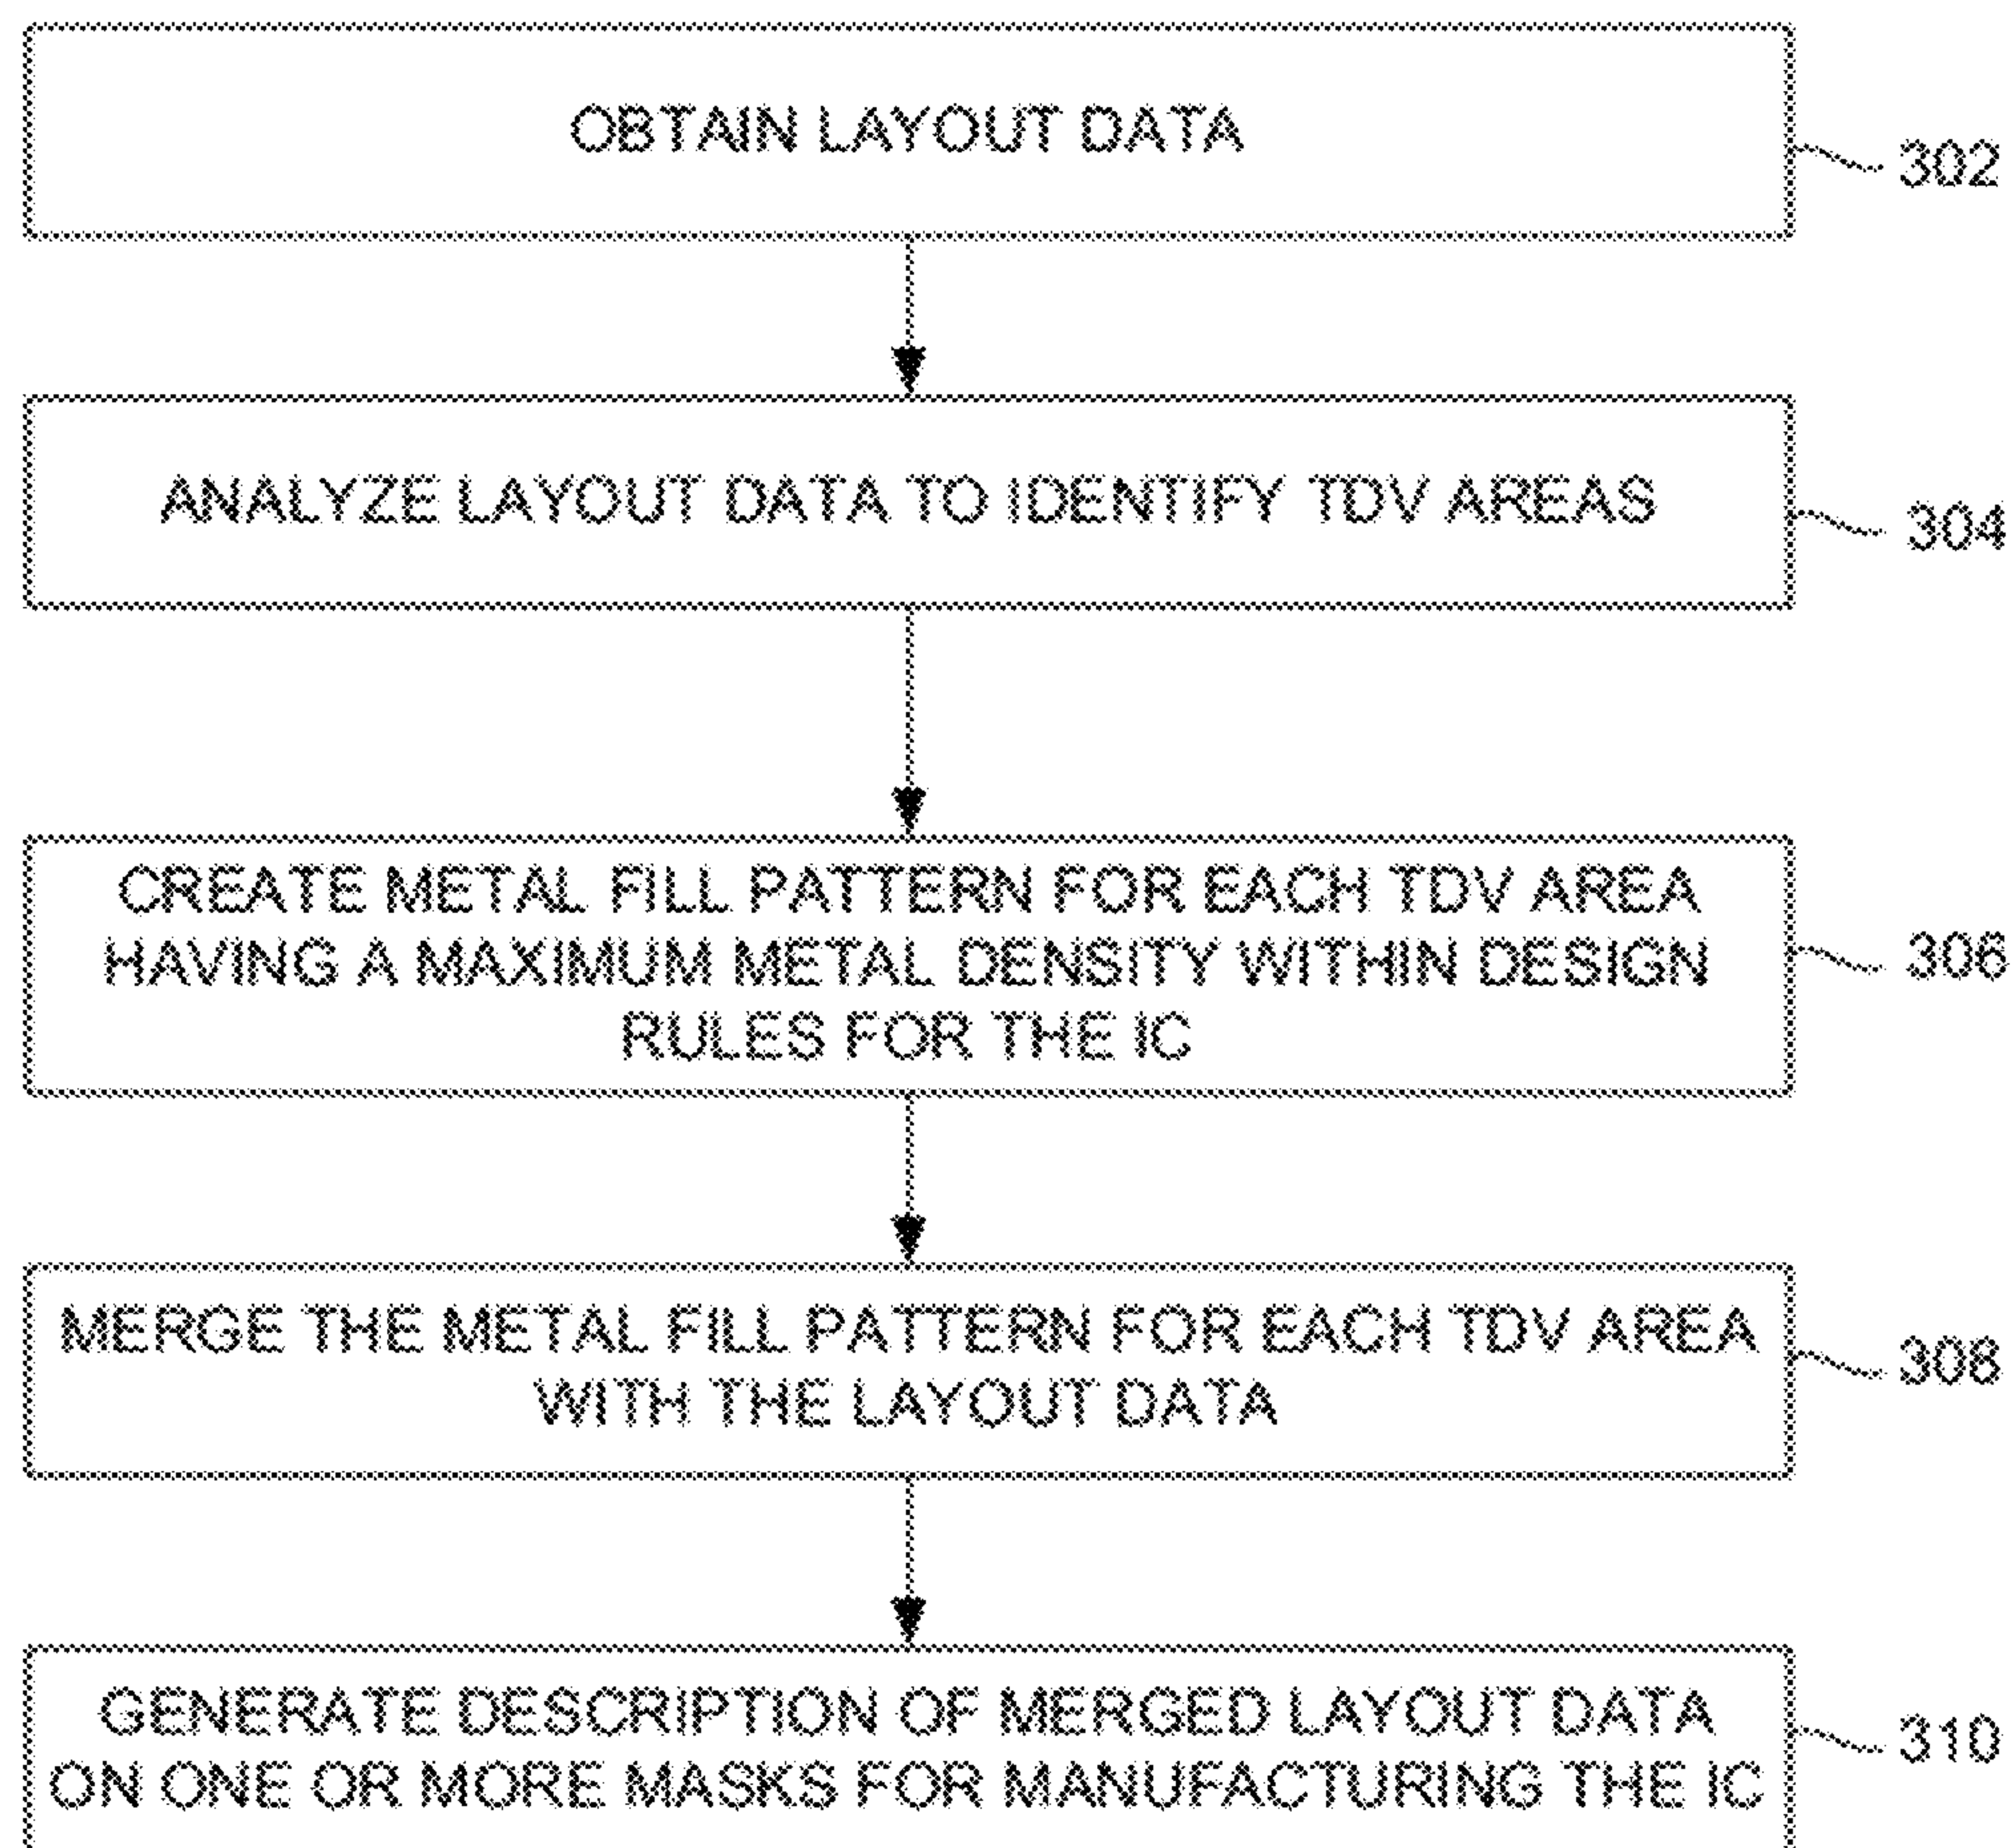 OBTAIN LAYOUT DATA
302
ANALYZE LAYOUT DATA TO IDENTIFY TDV AREAS
304
CREATE METAL FILL PATTERN FOR EACH TDV AREA
HAVING A MAXIMUM METAL DENSITY WITHIN DESIGN
RULES FOR THE IC
306
MERGE THE METAL FILL PATTERN FOR EACH TDV AREA
WITH THE LAYOUT DATA
308
GENERATE DESCRIPTION OF MERGED LAYOUT DATA
ON ONE OR MORE MASKS FOR MANUFACTURING THE IC
310